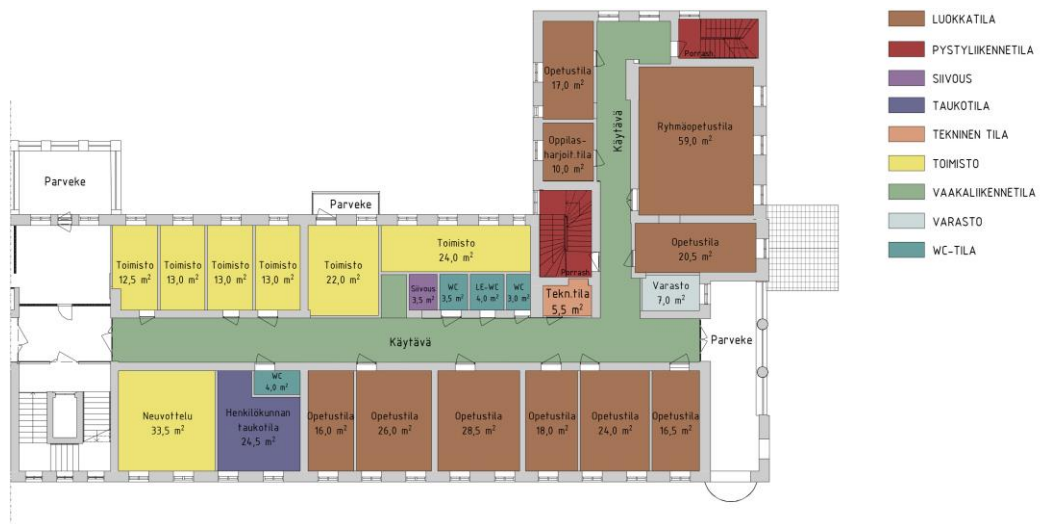 LUOKKATILA
PYSTYLIIKENNETILA
SIIVOUS
TAUKOTILA
TEKNINEN TILA
TOIMISTO
VAAKALIIKENNETILA
VARASTO
WC-TILA
Porrash.
Opetustila
17,0 m²
Käytävä
Ryhmäopetustila
59,0 m²
Oppilas-
harjoit.tila
10,0 m²
Parveke
Parveke
Toimisto
12,5 m²
Toimisto
13,0 m²
Toimisto
13,0 m²
Toimisto
13,0 m²
Toimisto
22,0 m²
Toimisto
24,0 m²
Porrash.
Opetustila
20,5 m²
Siivous
3,5 m²
WC
3,5 m²
LE-WC
4,0 m²
WC
3,0 m²
Tekn.tila
5,5 m²
Varasto
7,0 m²
Käytävä
Parveke
Neuvottelu
33,5 m²
WC
4,0 m²
Henkilökunnan
taukotila
24,5 m²
Opetustila
16,0 m²
Opetustila
26,0 m²
Opetustila
28,5 m²
Opetustila
18,0 m²
Opetustila
24,0 m²
Opetustila
16,5 m²